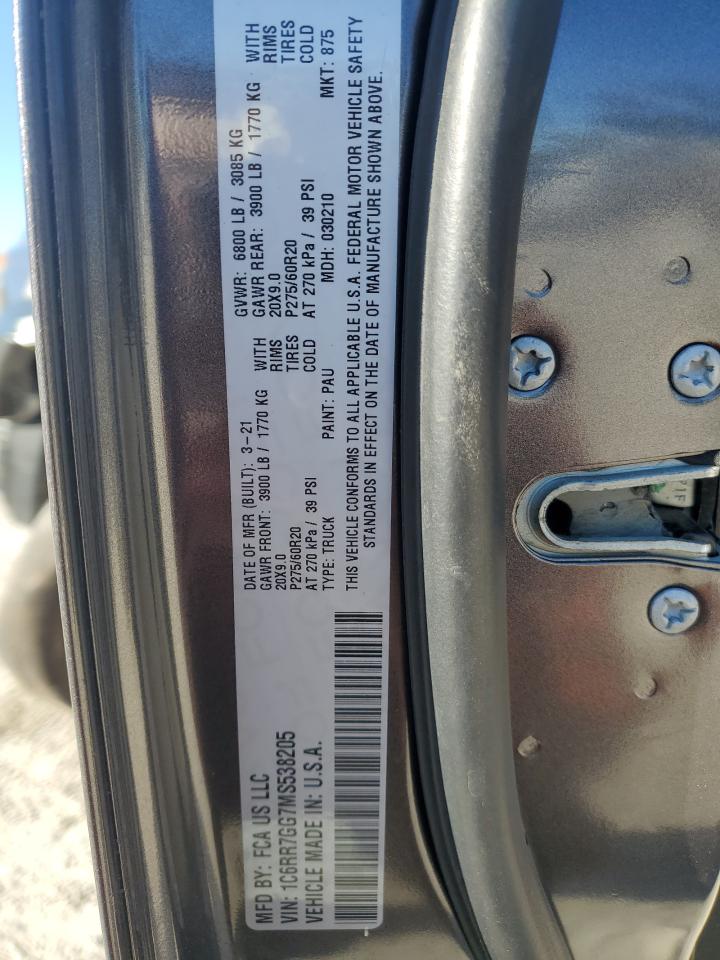 MFD BY: FCA US LLC
VIN: 1C6RR7GG7MS538205
VEHICLE MADE IN: U.S.A.
DATE OF MFR (BUILT): 3-21
GAWR FRONT: 3900 LB / 1770 KG WITH
20X9.0 RIMS
P275/60R20 TIRES
AT 270 kPa / 39 PSI COLD
TYPE: TRUCK PAINT: PAU
GVWR: 6800 LB / 3085 KG
GAWR REAR: 3900 LB / 1770 KG WITH
20X9.0 RIMS
P275/60R20 TIRES
AT 270 kPa / 39 PSI COLD
MDH: 030210 MKT: 875
THIS VEHICLE CONFORMS TO ALL APPLICABLE U.S.A. FEDERAL MOTOR VEHICLE SAFETY
STANDARDS IN EFFECT ON THE DATE OF MANUFACTURE SHOWN ABOVE.